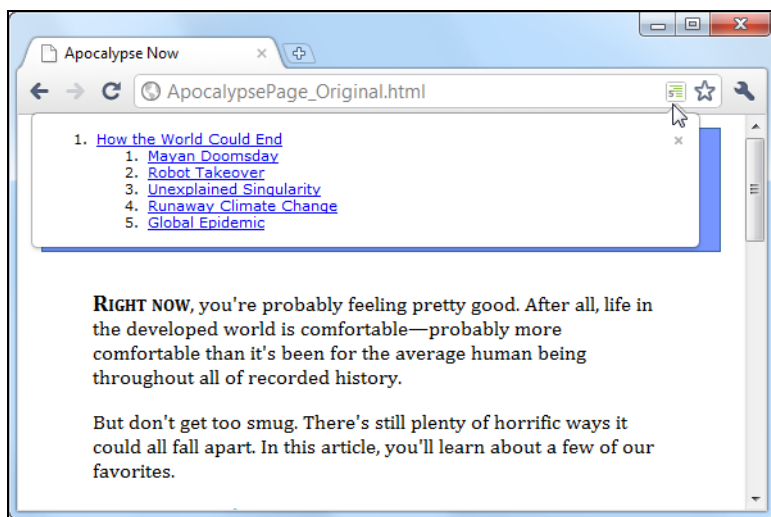 Apocalypse Now
ApocalypsePage_Original.html
1. How the World Could End
1. Mayan Doomsday
2. Robot Takeover
3. Unexplained Singularity
4. Runaway Climate Change
5. Global Epidemic
RIGHT NOW, you're probably feeling pretty good. After all, life in
the developed world is comfortable—probably more
comfortable than it's been for the average human being
throughout all of recorded history.
But don't get too smug. There's still plenty of horrific ways it
could all fall apart. In this article, you'll learn about a few of our
favorites.